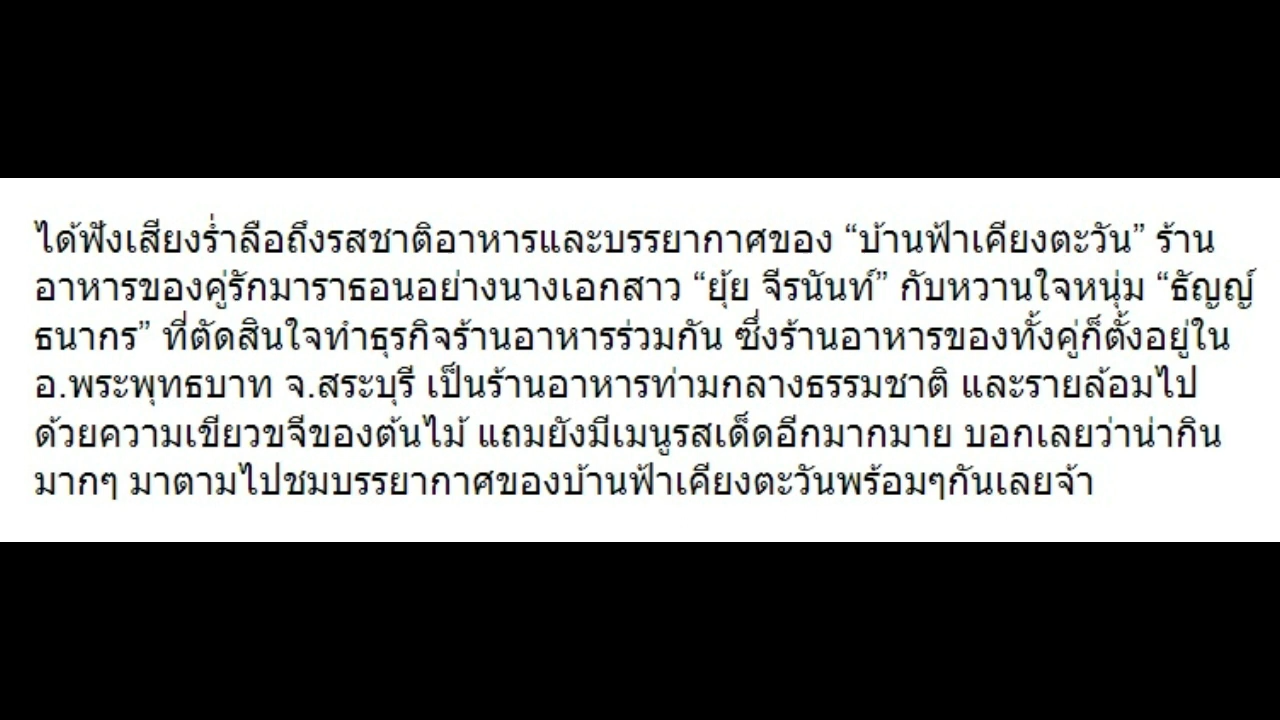 ได้ฟังเสียงร่ำลือถึงรสชาติอาหารและบรรยากาศของ “บ้านฟ้าเคียงตะวัน” ร้าน
อาหารของคู่รักมาราธอนอย่างนางเอกสาว “ยุ้ย จีรนันท์” กับหวานใจหนุ่ม “ธัญญ์
ธนากร” ที่ตัดสินใจทำธุรกิจร้านอาหารร่วมกัน ซึ่งร้านอาหารของทั้งคู่ก็ตั้งอยู่ใน
อ.พระพุทธบาท จ.สระบุรี เป็นร้านอาหารท่ามกลางธรรมชาติ และรายล้อมไป
ด้วยความเขียวขจีของต้นไม้ แถมยังมีเมนูรสเด็ดอีกมากมาย บอกเลยว่าน่ากิน
มากๆ มาตามไปชมบรรยากาศของบ้านฟ้าเคียงตะวันพร้อมๆกันเลยจ้า